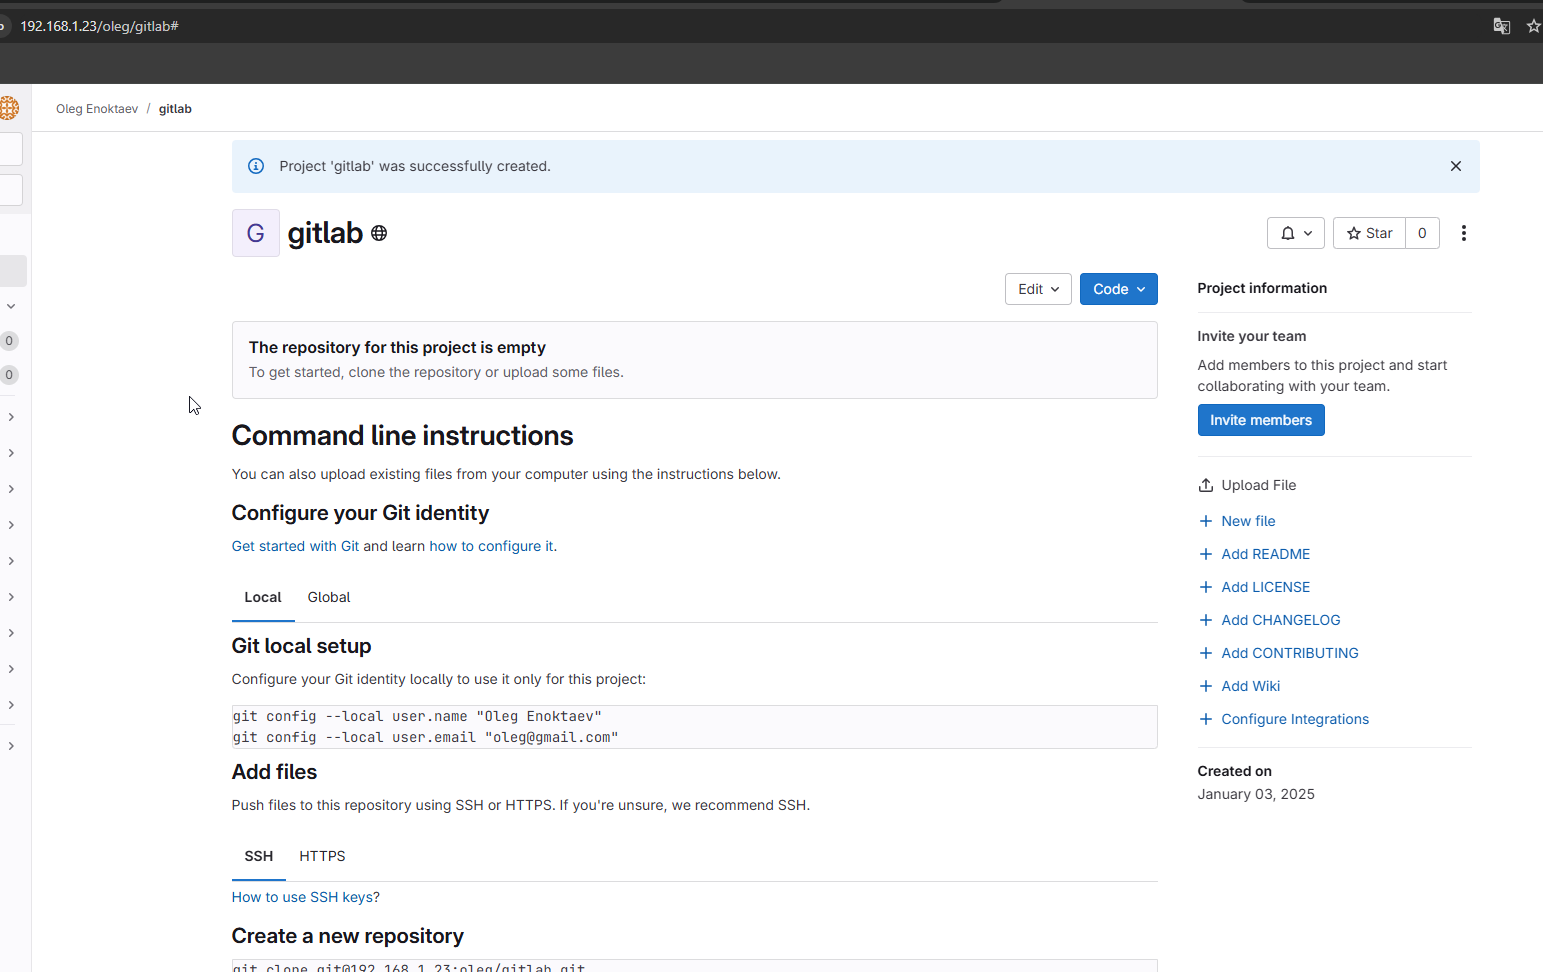 192.168.1.23/oleg/gitlab#
Oleg Enoktaev / gitlab
Project 'gitlab' was successfully created.
G gitlab
Star 0
Edit Code
The repository for this project is empty
To get started, clone the repository or upload some files.
Command line instructions
You can also upload existing files from your computer using the instructions below.
Configure your Git identity
Get started with Git and learn how to configure it.
Local Global
Git local setup
Configure your Git identity locally to use it only for this project:
git config --local user.name "Oleg Enoktaev"
git config --local user.email "oleg@gmail.com"
Add files
Push files to this repository using SSH or HTTPS. If you're unsure, we recommend SSH.
SSH HTTPS
How to use SSH keys?
Create a new repository
git clone git@192.168.1.23:oleg/gitlab.git
Project information
Invite your team
Add members to this project and start
collaborating with your team.
Invite members
Upload File
New file
Add README
Add LICENSE
Add CHANGELOG
Add CONTRIBUTING
Add Wiki
Configure Integrations
Created on
January 03, 2025
0
0